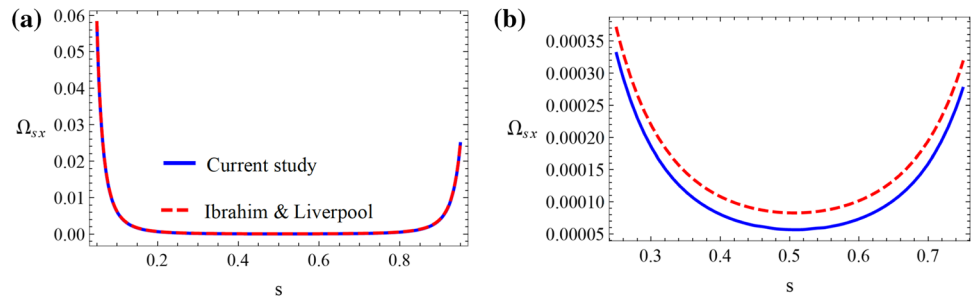 (a)
0.06
0.05
0.04
0.03
0.02
0.01
0.00
Ωsx
Current study
Ibrahim & Liverpool
0.2 0.4 0.6 0.8
s
(b)
0.00035
0.00030
0.00025
0.00020
0.00015
0.00010
0.00005
Ωsx
0.3 0.4 0.5 0.6 0.7
s